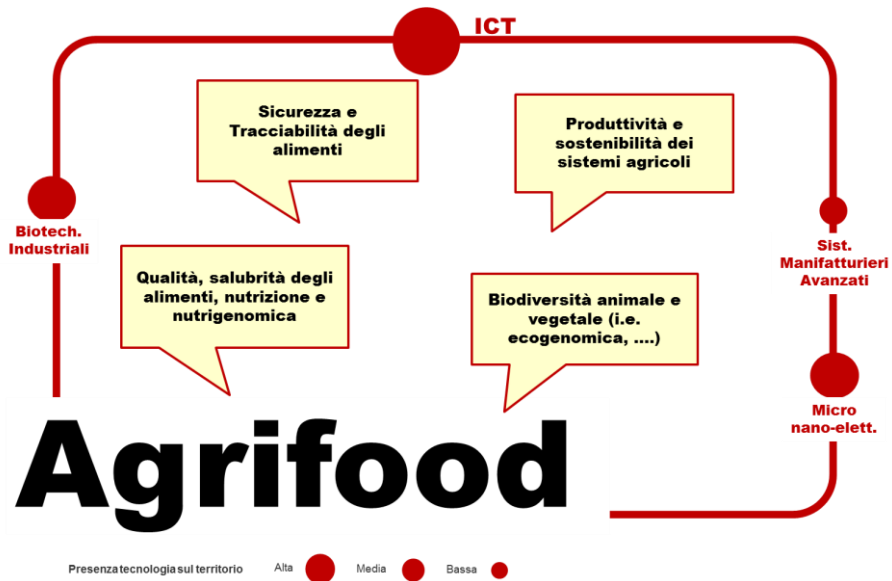 ICT
Sicurezza e
Tracciabilità degli
alimenti
Produttività e
sostenibilità dei
sistemi agricoli
Biotech.
Industriali
Sist.
Manifatturieri
Avanzati
Qualità, salubrità degli
alimenti, nutrizione e
nutrigenomica
Biodiversità animale e
vegetale (i.e.
ecogenomica, ....)
Micro
nano-elett.
Agrifood
Presenza tecnologia sul territorio Alta Media Bassa